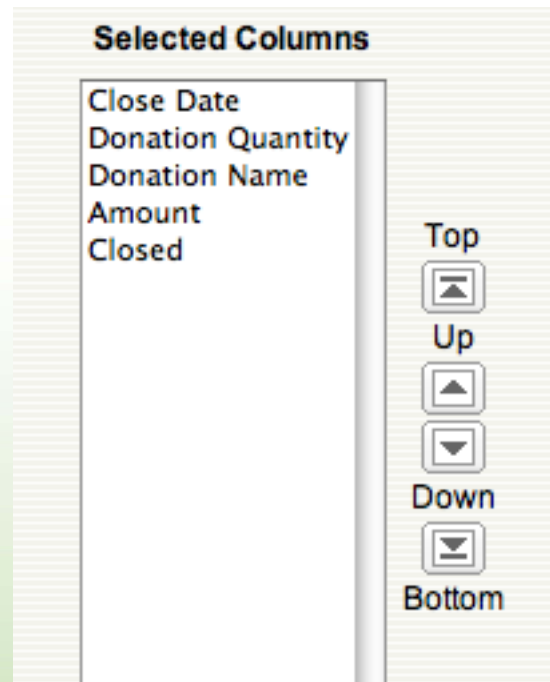 Selected Columns
Close Date
Donation Quantity
Donation Name
Amount
Closed
Top
Up
Down
Bottom